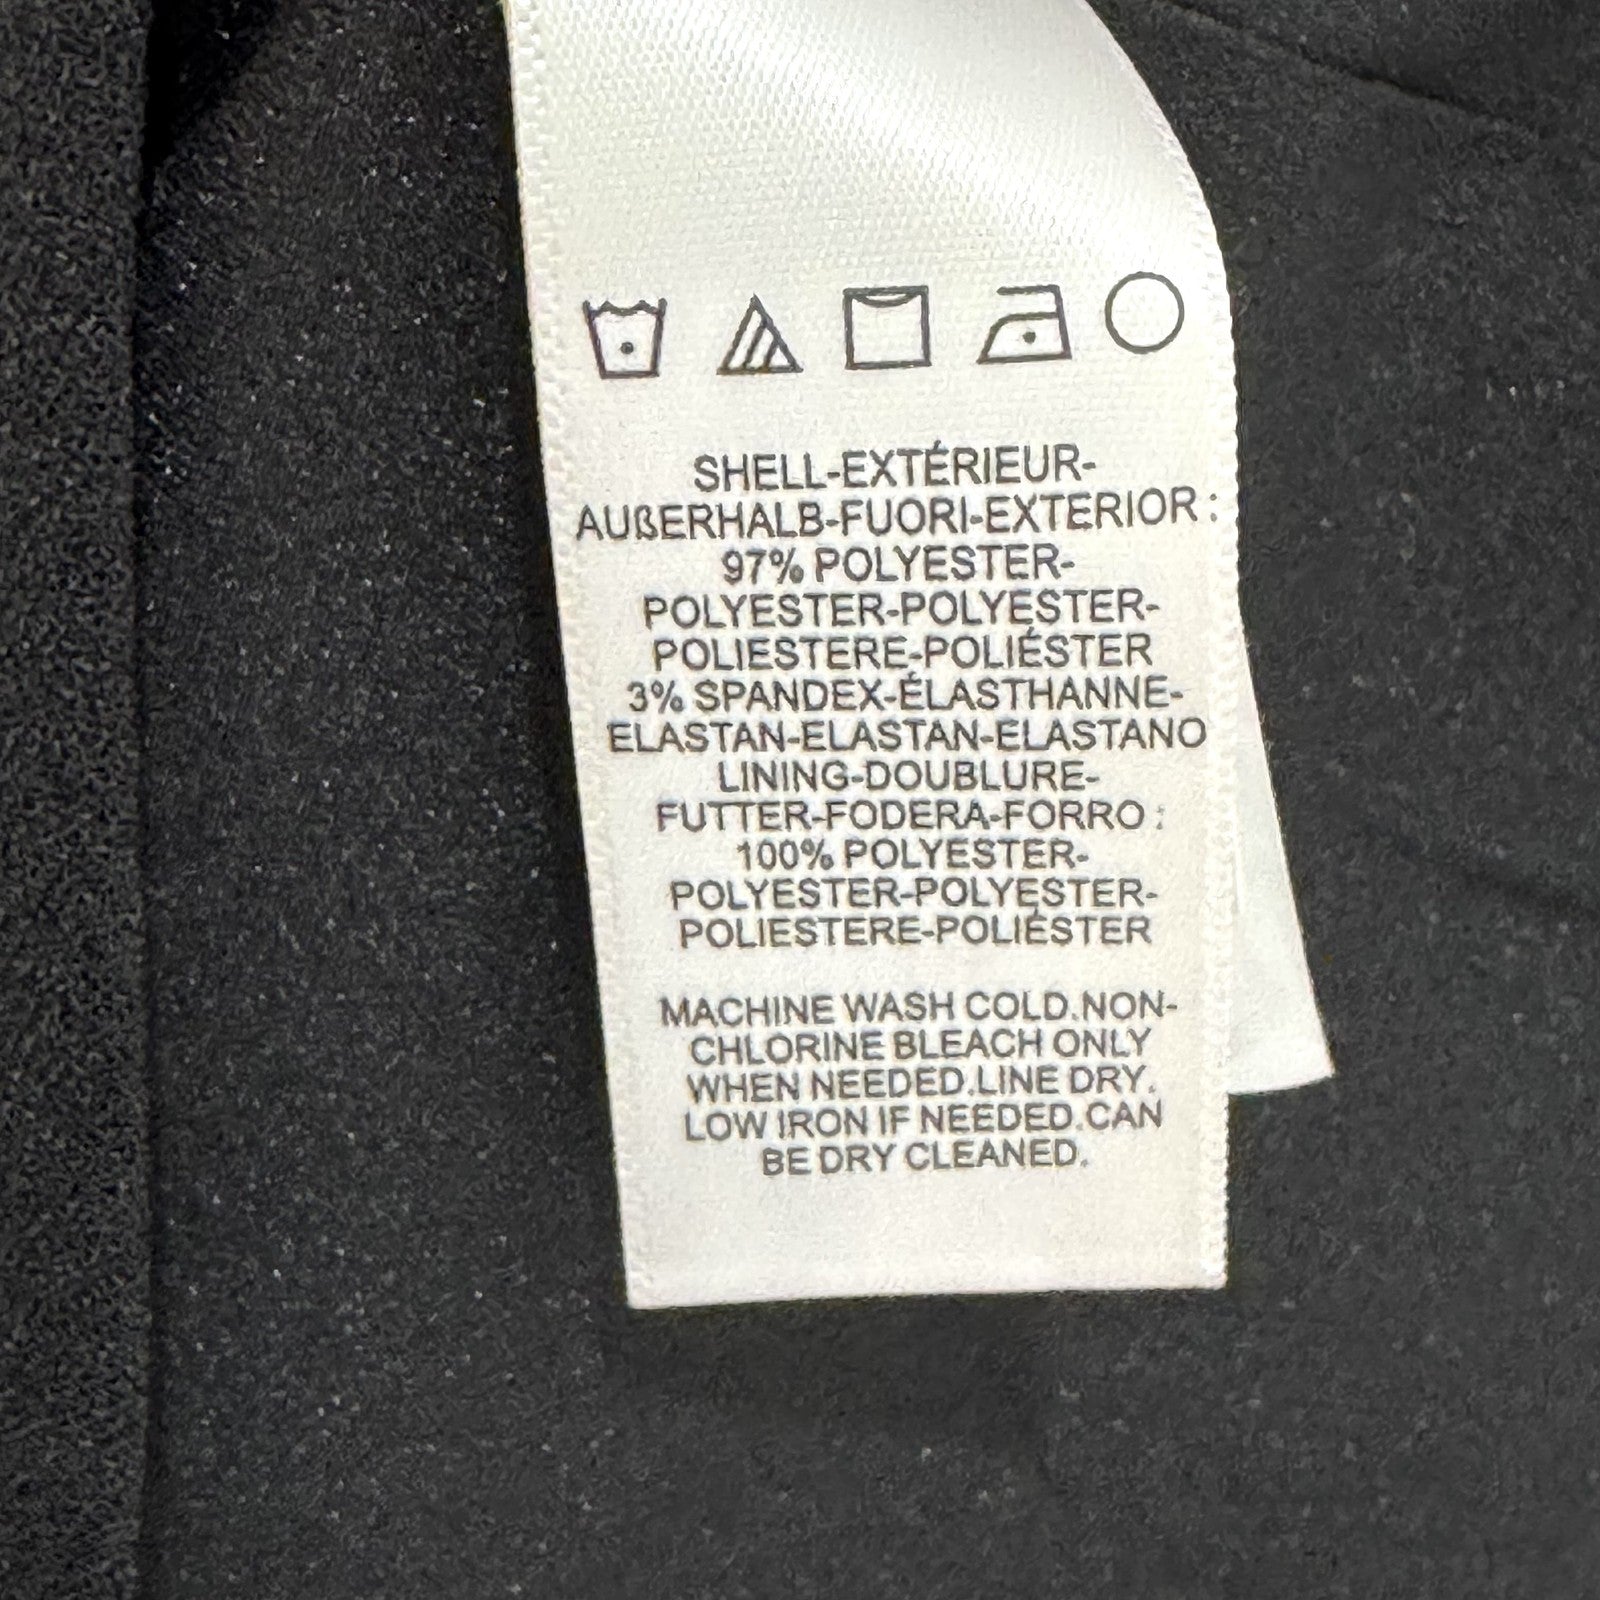 SHELL-EXTÉRIEUR-
AUßERHALB-FUORI-EXTERIOR :
97% POLYESTER-
POLYESTER-POLYESTER-
POLIESTERE-POLIÉSTER
3% SPANDEX-ÉLASTHANNE-
ELASTAN-ELASTAN-ELASTANO
LINING-DOUBLURE-
FUTTER-FODERA-FORRO :
100% POLYESTER-
POLYESTER-POLYESTER-
POLIESTERE-POLIÉSTER
MACHINE WASH COLD.NON-
CHLORINE BLEACH ONLY
WHEN NEEDED.LINE DRY.
LOW IRON IF NEEDED.CAN
BE DRY CLEANED.